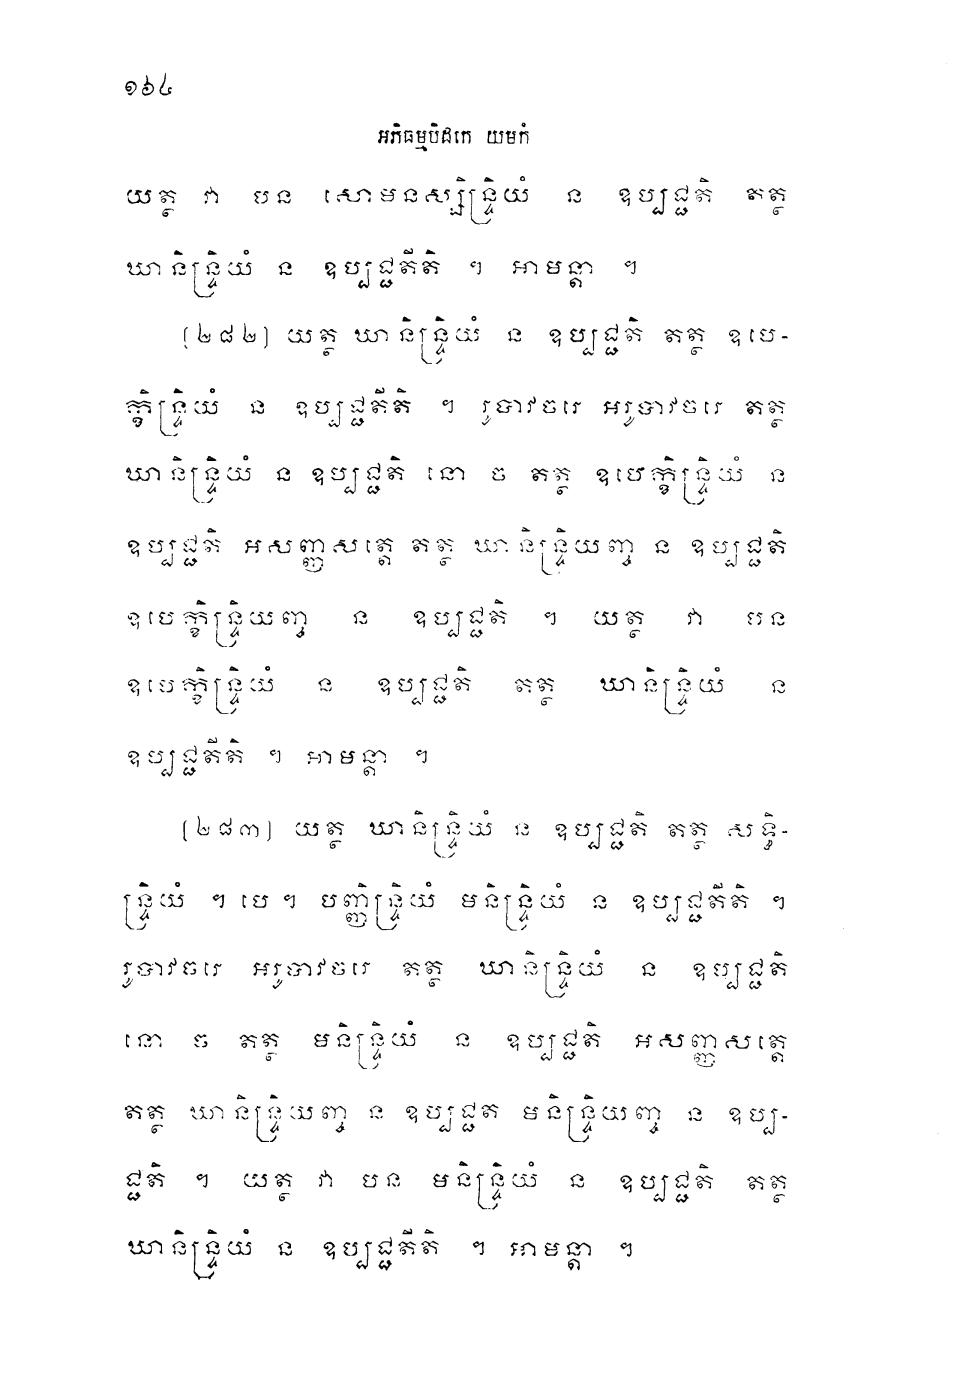 ១៦៤
អភិធម្មបិដកេ យមកំ
យត្ថ វា បន សោមនស្សិន្ទ្រិយំ ន ឧប្បជ្ជតិ តត្ថ
ឃានិន្ទ្រិយំ ន ឧប្បជ្ជតីតិ ។ អាមន្តា ។
(២៨២) យត្ថ ឃានិន្ទ្រិយំ ន ឧប្បជ្ជតិ តត្ថ ឧបេ-
ក្ខិន្ទ្រិយំ ន ឧប្បជ្ជតីតិ ។ រូបាវចរេ អរូបាវចរេ តត្ថ
ឃានិន្ទ្រិយំ ន ឧប្បជ្ជតិ នោ ច តត្ថ ឧបេក្ខិន្ទ្រិយំ ន
ឧប្បជ្ជតិ អសញ្ញសត្តេ តត្ថ ឃានិន្ទ្រិយញ្ច ន ឧប្បជ្ជតិ
ឧបេក្ខិន្ទ្រិយញ្ច ន ឧប្បជ្ជតិ ។ យត្ថ វា បន
ឧបេក្ខិន្ទ្រិយំ ន ឧប្បជ្ជតិ តត្ថ ឃានិន្ទ្រិយំ ន
ឧប្បជ្ជតីតិ ។ អាមន្តា ។
(២៨៣) យត្ថ ឃានិន្ទ្រិយំ ន ឧប្បជ្ជតិ តត្ថ សទ្ធិ-
ន្ទ្រិយំ ។ បេ ។ បញ្ញិន្ទ្រិយំ មនិន្ទ្រិយំ ន ឧប្បជ្ជតីតិ ។
រូបាវចរេ អរូបាវចរេ តត្ថ ឃានិន្ទ្រិយំ ន ឧប្បជ្ជតិ
នោ ច តត្ថ មនិន្ទ្រិយំ ន ឧប្បជ្ជតិ អសញ្ញសត្តេ
តត្ថ ឃានិន្ទ្រិយញ្ច ន ឧប្បជ្ជត មនិន្ទ្រិយញ្ច ន ឧប្ប-
ជ្ជតិ ។ យត្ថ វា បន មនិន្ទ្រិយំ ន ឧប្បជ្ជតិ តត្ថ
ឃានិន្ទ្រិយំ ន ឧប្បជ្ជតីតិ ។ អាមន្តា ។